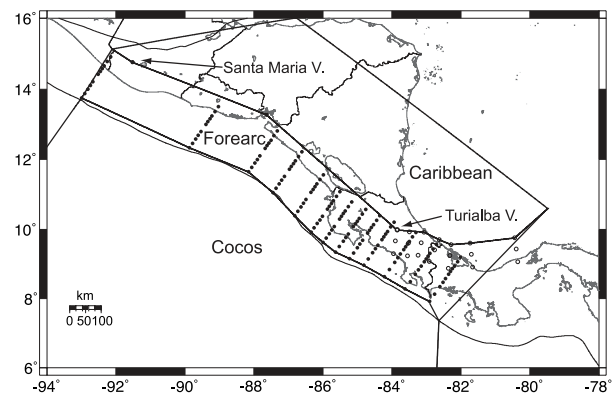 16°
14°
12°
10°
8°
6°
Santa Maria V.
Forearc
Caribbean
Turialba V.
Cocos
km
0 50100
-94° -92° -90° -88° -86° -84° -82° -80° -78°